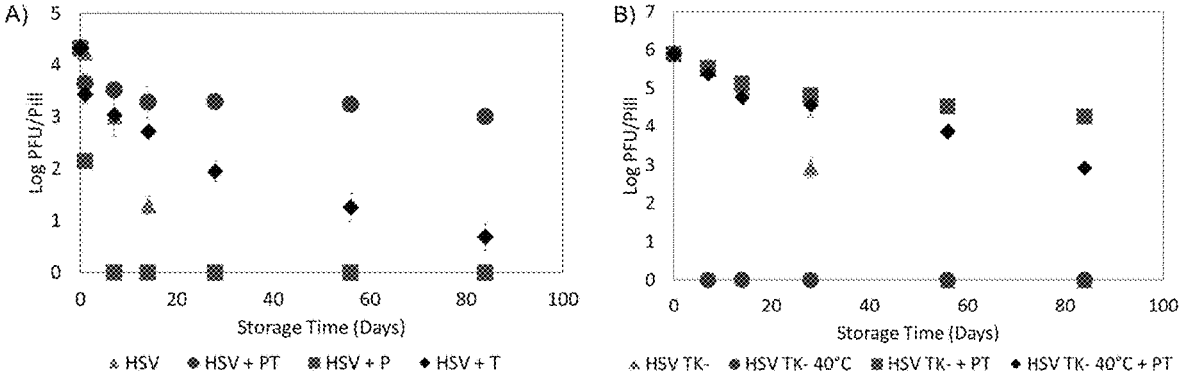 A)
5
4
3
2
1
0
Log PFU/Pill
0 20 40 60 80 100
Storage Time (Days)
HSV HSV + PT HSV + P HSV + T
B)
7
6
5
4
3
2
1
0
Log PFU/Pill
0 20 40 60 80 100
Storage Time (Days)
HSV TK- HSV TK- 40°C HSV TK- + PT HSV TK- 40°C + PT